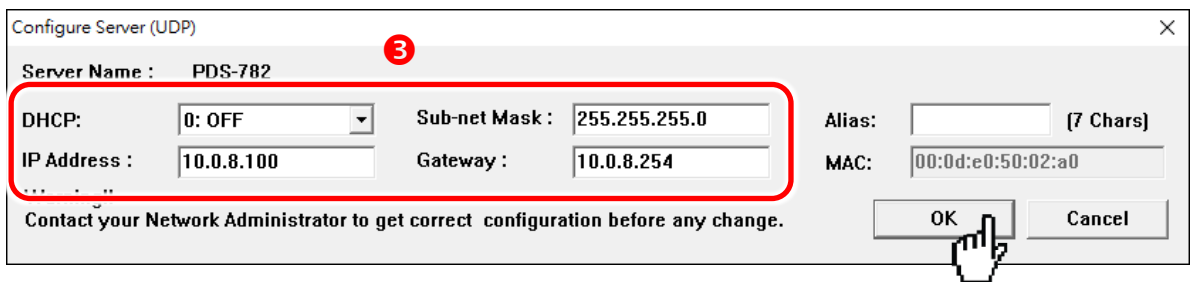 Configure Server (UDP)
3
Server Name : PDS-782
DHCP: 0: OFF Sub-net Mask : 255.255.255.0 Alias: (7 Chars)
IP Address : 10.0.8.100 Gateway : 10.0.8.254 MAC: 00:0d:e0:50:02:a0
Warning!!
Contact your Network Administrator to get correct configuration before any change.
OK Cancel